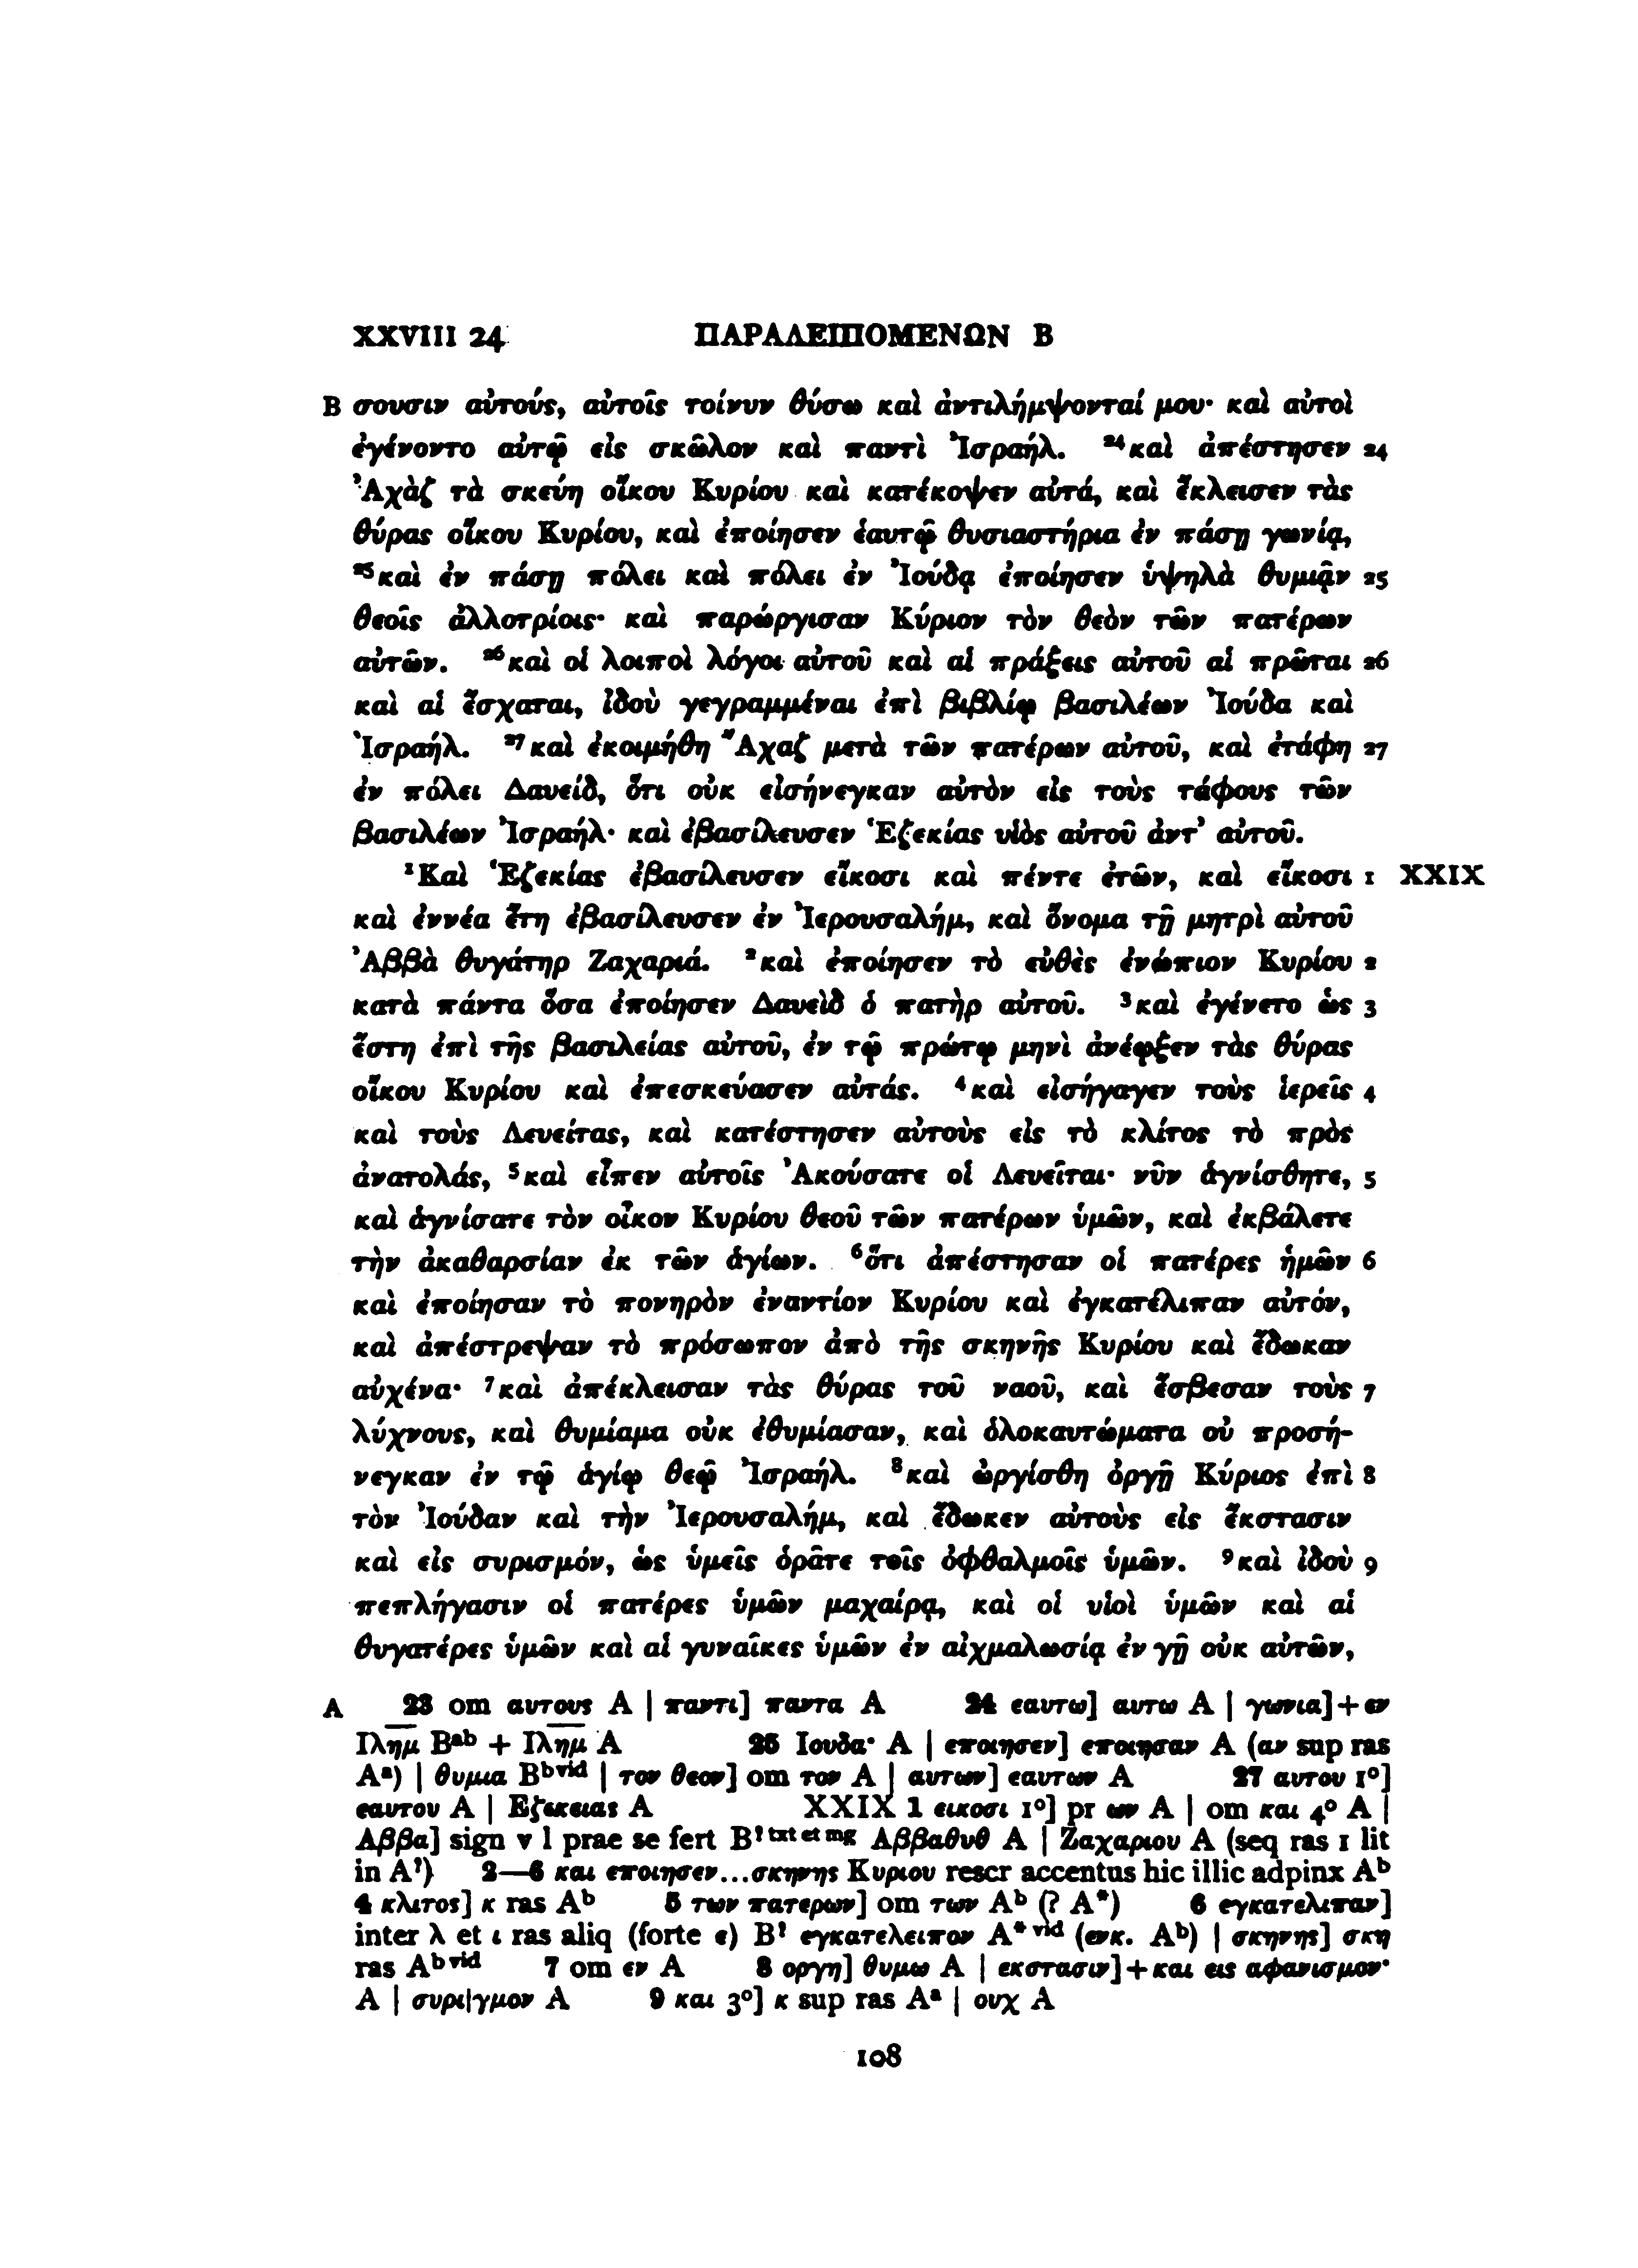 XXVIII 24 ΠΑΡΑΛΕΙΠΟΜΕΝΩΝ Β
B σουσιν αὐτούς, αὐτοῖς τοίνυν θύσω καὶ ἀντιλήμψονταί μου· καὶ αὐτοὶ
ἐγένοντο αὐτῷ εἰς σκῶλον καὶ παντὶ Ἰσραήλ. ²⁴καὶ ἀπέστησεν 24
Ἀχὰζ τὰ σκεύη οἴκου Κυρίου καὶ κατέκοψεν αὐτά, καὶ ἔκλεισεν τὰς
θύρας οἴκου Κυρίου, καὶ ἐποίησεν ἑαυτῷ θυσιαστήρια ἐν πάσῃ γωνίᾳ,
²⁵καὶ ἐν πάσῃ πόλει καὶ πόλει ἐν Ἰούδᾳ ἐποίησεν ὑψηλὰ θυμιᾷν 25
θεοῖς ἀλλοτρίοις· καὶ παρώργισαν Κύριον τὸν θεὸν τῶν πατέρων
αὐτῶν. ²⁶καὶ οἱ λοιποὶ λόγοι αὐτοῦ καὶ αἱ πράξεις αὐτοῦ αἱ πρῶται 26
καὶ αἱ ἔσχαται, ἰδοὺ γεγραμμέναι ἐπὶ βιβλίῳ βασιλέων Ἰούδα καὶ
Ἰσραήλ. ²⁷καὶ ἐκοιμήθη Ἄχαζ μετὰ τῶν πατέρων αὐτοῦ, καὶ ἐτάφη 27
ἐν πόλει Δαυείδ, ὅτι οὐκ εἰσήνεγκαν αὐτὸν εἰς τοὺς τάφους τῶν
βασιλέων Ἰσραήλ· καὶ ἐβασίλευσεν Ἑζεκίας υἱὸς αὐτοῦ ἀντ’ αὐτοῦ.
¹Καὶ Ἑζεκίας ἐβασίλευσεν εἴκοσι καὶ πέντε ἐτῶν, καὶ εἴκοσι 1 XXIX
καὶ ἐννέα ἔτη ἐβασίλευσεν ἐν Ἰερουσαλήμ, καὶ ὄνομα τῇ μητρὶ αὐτοῦ
Ἀββὰ θυγάτηρ Ζαχαριά. ²καὶ ἐποίησεν τὸ εὐθὲς ἐνώπιον Κυρίου 2
κατὰ πάντα ὅσα ἐποίησεν Δαυεὶδ ὁ πατὴρ αὐτοῦ. ³καὶ ἐγένετο ὡς 3
ἔστη ἐπὶ τῆς βασιλείας αὐτοῦ, ἐν τῷ πρώτῳ μηνὶ ἀνέῳξεν τὰς θύρας
οἴκου Κυρίου καὶ ἐπεσκεύασεν αὐτάς. ⁴καὶ εἰσήγαγεν τοὺς ἱερεῖς 4
καὶ τοὺς Λευείτας, καὶ κατέστησεν αὐτοὺς εἰς τὸ κλίτος τὸ πρὸς
ἀνατολάς, ⁵καὶ εἶπεν αὐτοῖς Ἀκούσατε οἱ Λευεῖται· νῦν ἁγνίσθητε, 5
καὶ ἁγνίσατε τὸν οἶκον Κυρίου θεοῦ τῶν πατέρων ὑμῶν, καὶ ἐκβάλετε
τὴν ἀκαθαρσίαν ἐκ τῶν ἁγίων. ⁶ὅτι ἀπέστησαν οἱ πατέρες ἡμῶν 6
καὶ ἐποίησαν τὸ πονηρὸν ἐναντίον Κυρίου καὶ ἐγκατέλιπαν αὐτόν,
καὶ ἀπέστρεψαν τὸ πρόσωπον ἀπὸ τῆς σκηνῆς Κυρίου καὶ ἔδωκαν
αὐχένα· ⁷καὶ ἀπέκλεισαν τὰς θύρας τοῦ ναοῦ, καὶ ἔσβεσαν τοὺς 7
λύχνους, καὶ θυμίαμα οὐκ ἐθυμίασαν, καὶ ὁλοκαυτώματα οὐ προσή-
νεγκαν ἐν τῷ ἁγίῳ θεῷ Ἰσραήλ. ⁸καὶ ὠργίσθη ὀργῇ Κύριος ἐπὶ 8
τὸν Ἰούδαν καὶ τὴν Ἰερουσαλήμ, καὶ ἔδωκεν αὐτοὺς εἰς ἔκστασιν
καὶ εἰς συρισμόν, ὡς ὑμεῖς ὁρᾶτε τοῖς ὀφθαλμοῖς ὑμῶν. ⁹καὶ ἰδοὺ 9
πεπλήγασιν οἱ πατέρες ὑμῶν μαχαίρᾳ, καὶ οἱ υἱοὶ ὑμῶν καὶ αἱ
θυγατέρες ὑμῶν καὶ αἱ γυναῖκες ὑμῶν ἐν αἰχμαλωσίᾳ ἐν γῇ οὐκ αὐτῶν,
A 23 om αυτους A | παντι] παντα A 24 εαυτω] αυτω A | γωνια]+εν
Ιλημ Bᵃᵇ + Ιλημ A 25 Ιουδα· A | εποιησεν] εποιησαν A (αν sup ras
Aᵃ) | θυμια Bᵇᵛⁱᵈ | τον θεον] om τον A | αυτων] εαυτων A 27 αυτου 1°]
εαυτου A | Εζεκειας A XXIX 1 εικοσι 1°] pr ων A | om και 4° A |
Αββα] sign v l prae se fert B? ᵗˣᵗ ᵉᵗ ᵐᵍ Αββαθυθ A | Ζαχαριου A (seq ras 1 lit
in A?) 2—6 και εποιησεν...σκηνης Κυριου rescr accentus hic illic adpinx Aᵇ
4 κλιτος] κ ras Aᵇ 5 των πατερων] om των Aᵇ (? A*) 6 εγκατελιπαν]
inter λ et ι ras aliq (forte ε) B? εγκατελειπον A*ᵛⁱᵈ (ενκ. Aᵇ) | σκηνης] σκη
ras Aᵇᵛⁱᵈ 7 om εν A 8 οργη] θυμω A | εκστασιν]+και εις αφανισμον·
A | συρι|γμον A 9 και 3°] κ sup ras Aᵃ | ουχ A
108